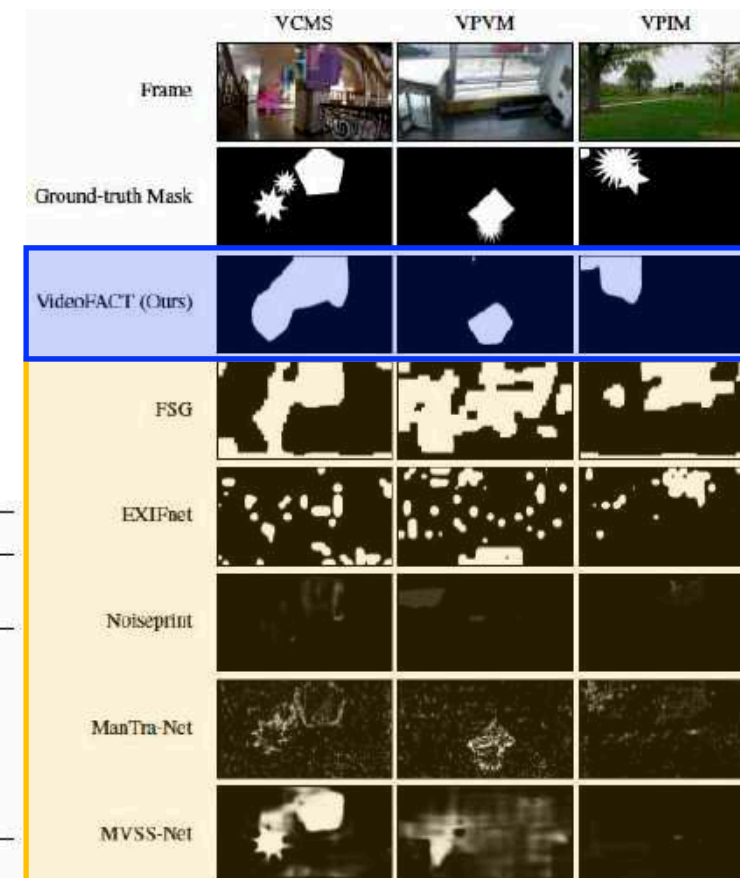 VCMS VPVM VPIM
Frame
Ground-truth Mask
VideoFACT (Ours)
FSG
EXIFnet
Noiseprint
ManTra-Net
MVSS-Net